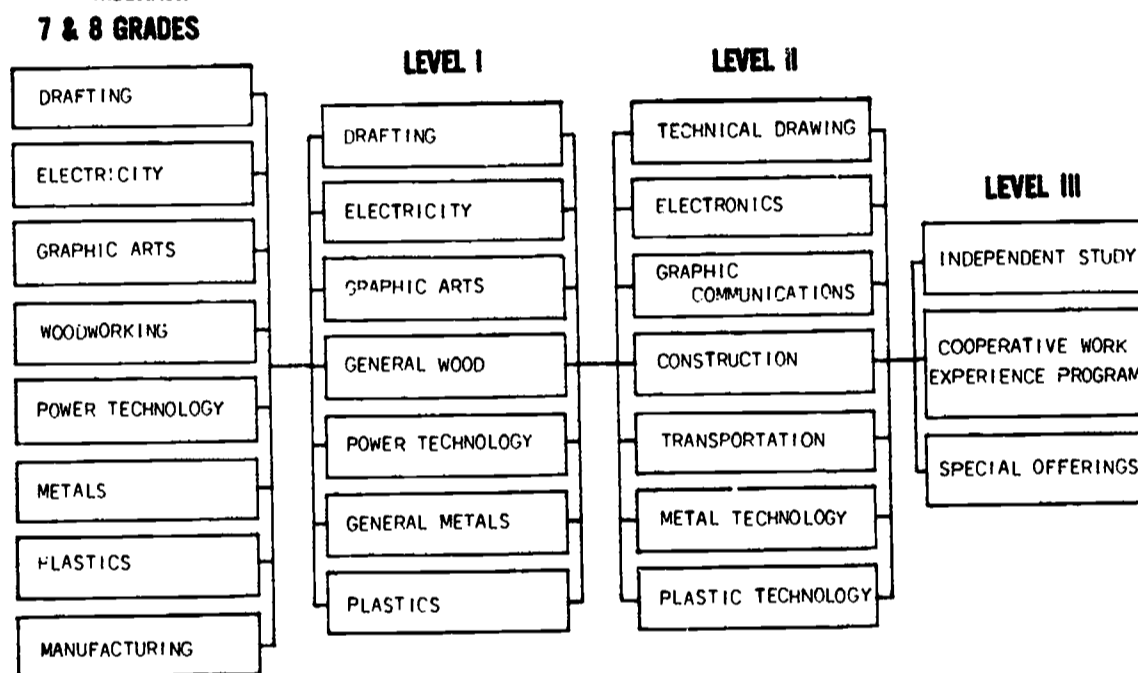 7 & 8 GRADES
DRAFTING
ELECTRICITY
GRAPHIC ARTS
WOODWORKING
POWER TECHNOLOGY
METALS
PLASTICS
MANUFACTURING
LEVEL I
DRAFTING
ELECTRICITY
GRAPHIC ARTS
GENERAL WOOD
POWER TECHNOLOGY
GENERAL METALS
PLASTICS
LEVEL II
TECHNICAL DRAWING
ELECTRONICS
GRAPHIC
COMMUNICATIONS
CONSTRUCTION
TRANSPORTATION
METAL TECHNOLOGY
PLASTIC TECHNOLOGY
LEVEL III
INDEPENDENT STUDY
COOPERATIVE WORK
EXPERIENCE PROGRAM
SPECIAL OFFERINGS